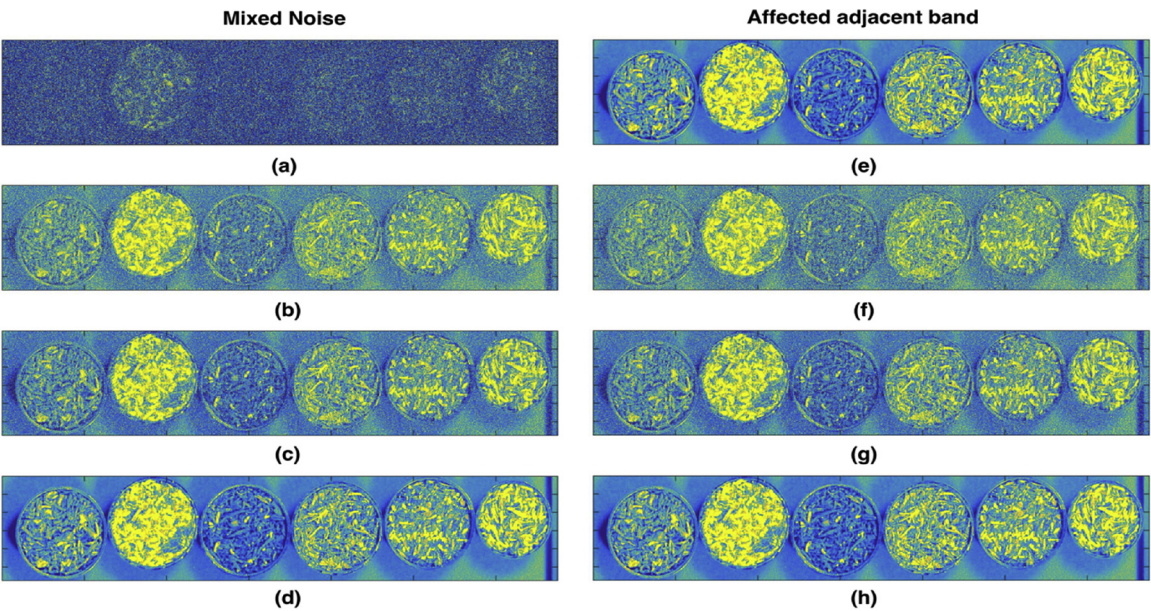 Mixed Noise
Affected adjacent band
(a)
(e)
(b)
(f)
(c)
(g)
(d)
(h)